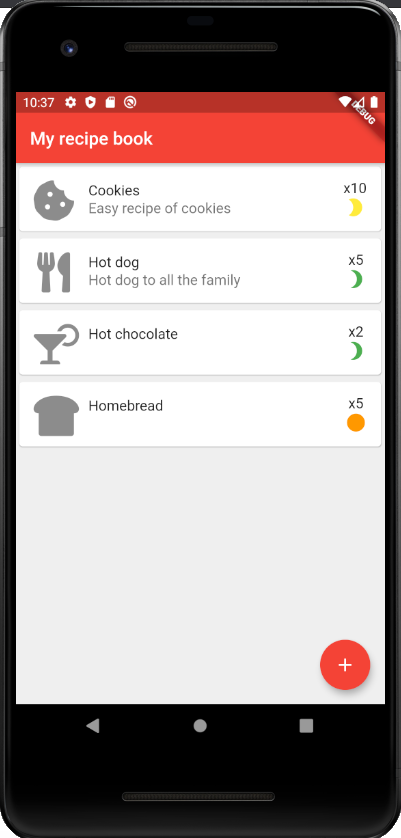 10:37
DEBUG
My recipe book
Cookies
Easy recipe of cookies
x10
Hot dog
Hot dog to all the family
x5
Hot chocolate
x2
Homebread
x5